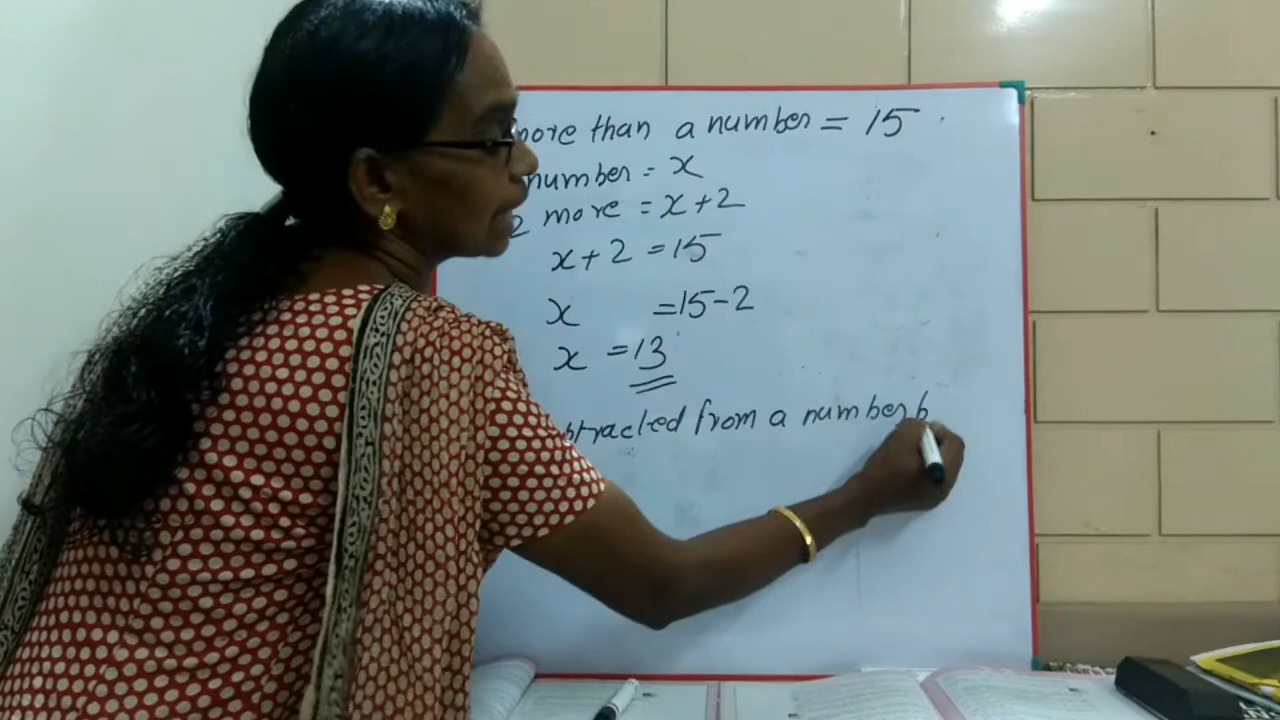 more than a number = 15
number = x
2 more = x+2
x+2 =15
x =15-2
x =13
btracted from a number b